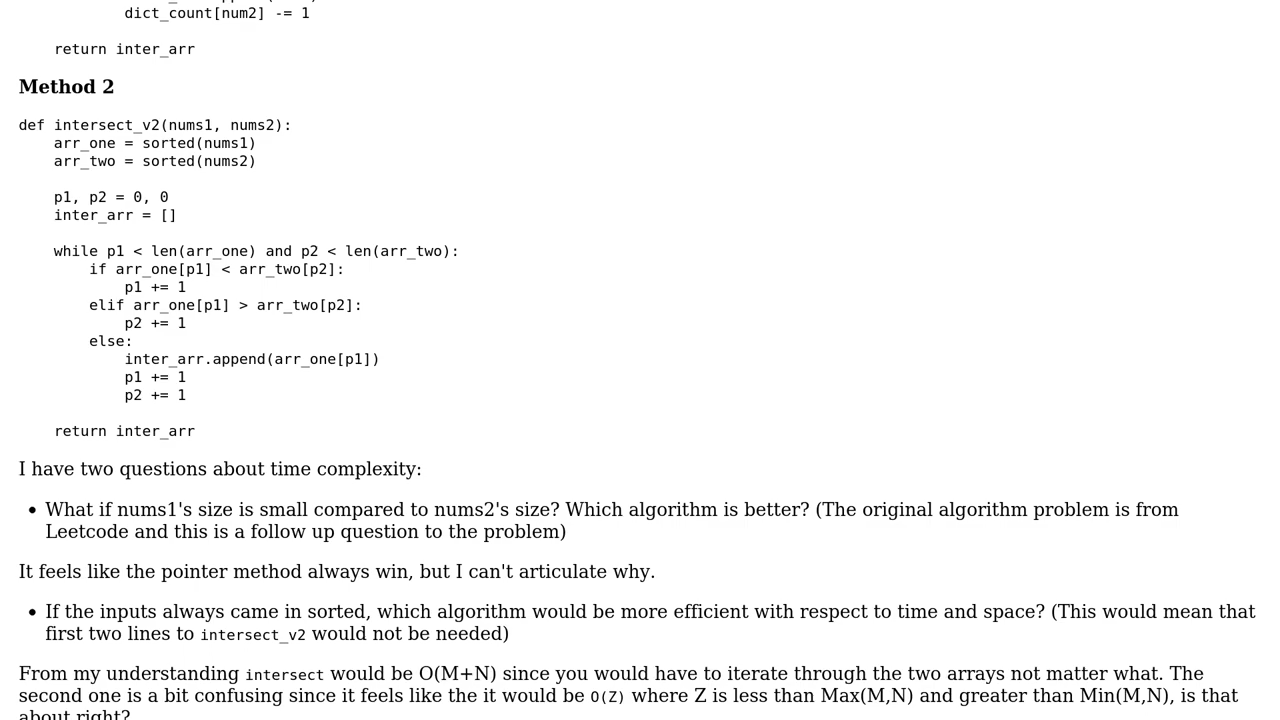 dict_count[num2] -= 1
return inter_arr
Method 2
def intersect_v2(nums1, nums2):
arr_one = sorted(nums1)
arr_two = sorted(nums2)
p1, p2 = 0, 0
inter_arr = []
while p1 < len(arr_one) and p2 < len(arr_two):
if arr_one[p1] < arr_two[p2]:
p1 += 1
elif arr_one[p1] > arr_two[p2]:
p2 += 1
else:
inter_arr.append(arr_one[p1])
p1 += 1
p2 += 1
return inter_arr
I have two questions about time complexity:
• What if nums1's size is small compared to nums2's size? Which algorithm is better? (The original algorithm problem is from
Leetcode and this is a follow up question to the problem)
It feels like the pointer method always win, but I can't articulate why.
• If the inputs always came in sorted, which algorithm would be more efficient with respect to time and space? (This would mean that
first two lines to intersect_v2 would not be needed)
From my understanding intersect would be O(M+N) since you would have to iterate through the two arrays not matter what. The
second one is a bit confusing since it feels like the it would be O(Z) where Z is less than Max(M,N) and greater than Min(M,N), is that
about right?